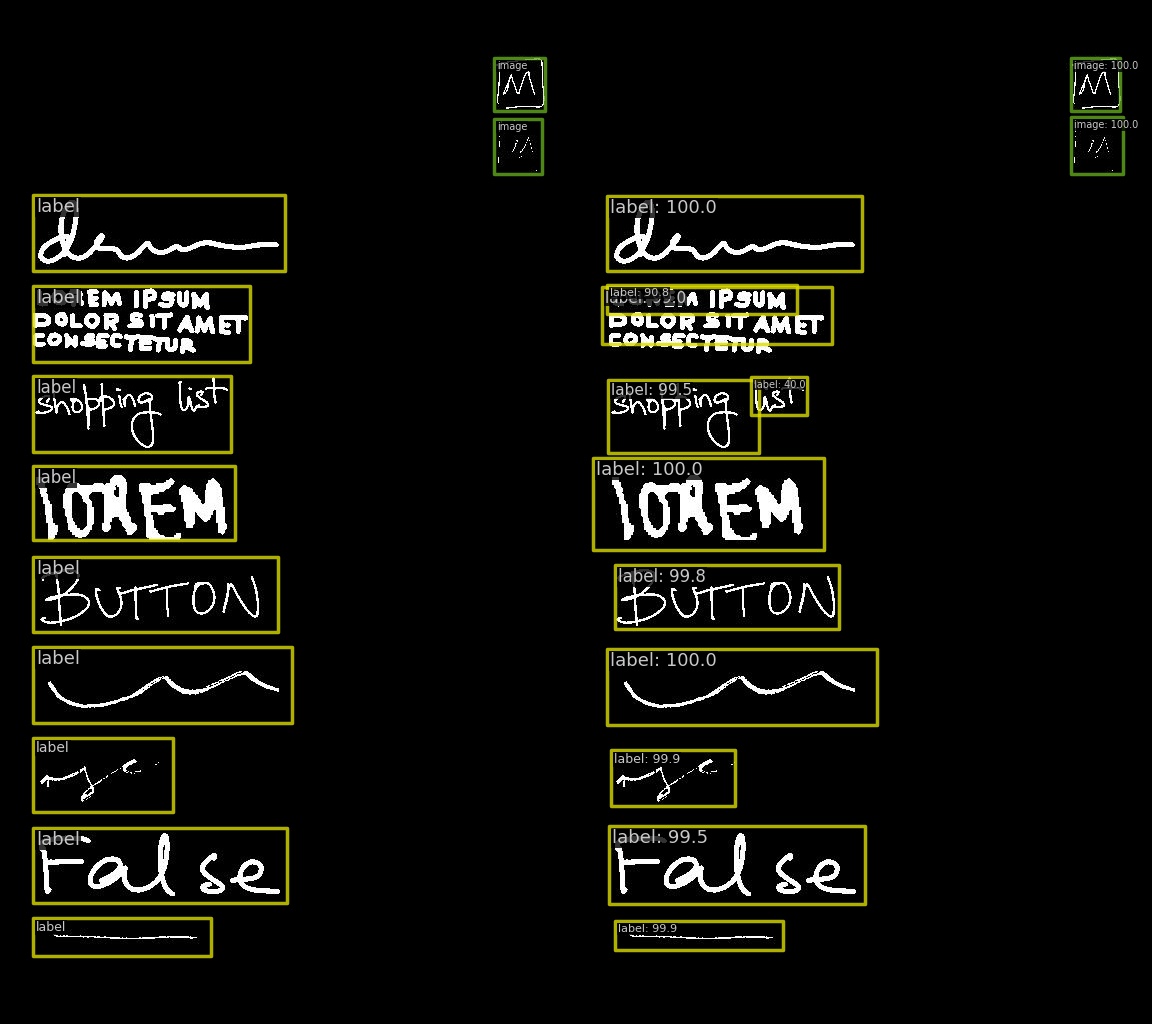 image
M
image
label
label
LOREM IPSUM
DOLOR SIT AMET
CONSECTETUR
label
shopping list
label
LOREM
label
BUTTON
label
label
label
False
label
image: 100.0
M
image: 100.0
label: 100.0
label: 90.8
IPSUM
DOLOR SIT AMET
CONSECTETUR
label: 99.5
label: 40.0
shopping list
label: 100.0
LOREM
label: 99.8
BUTTON
label: 100.0
label: 99.9
label: 99.5
False
label: 99.9